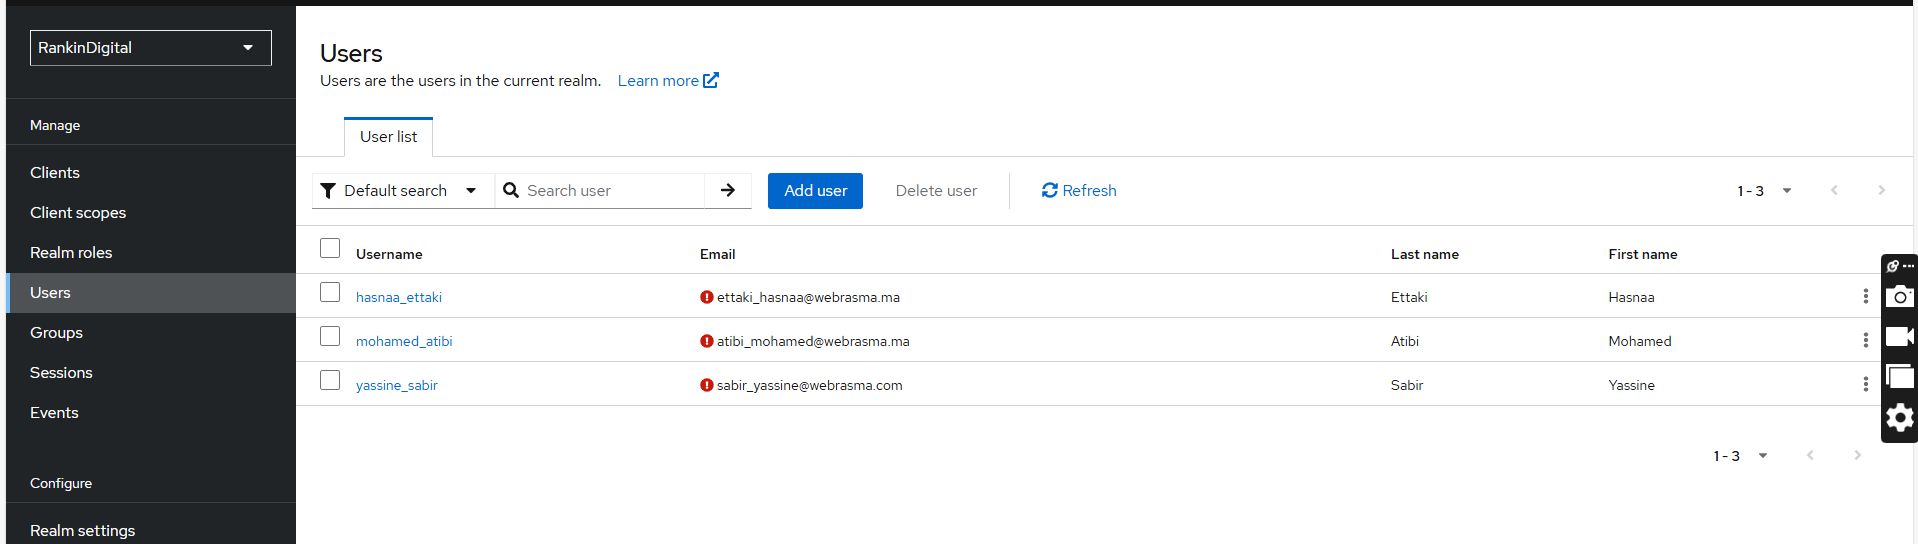 RankinDigital
Manage
Clients
Client scopes
Realm roles
Users
Groups
Sessions
Events
Configure
Realm settings
Users
Users are the users in the current realm. Learn more
User list
Default search Search user Add user Delete user Refresh 1 - 3
Username Email Last name First name
hasnaa_ettaki ettaki_hasnaa@webrasma.ma Ettaki Hasnaa
mohamed_atibi atibi_mohamed@webrasma.ma Atibi Mohamed
yassine_sabir sabir_yassine@webrasma.com Sabir Yassine
1 - 3